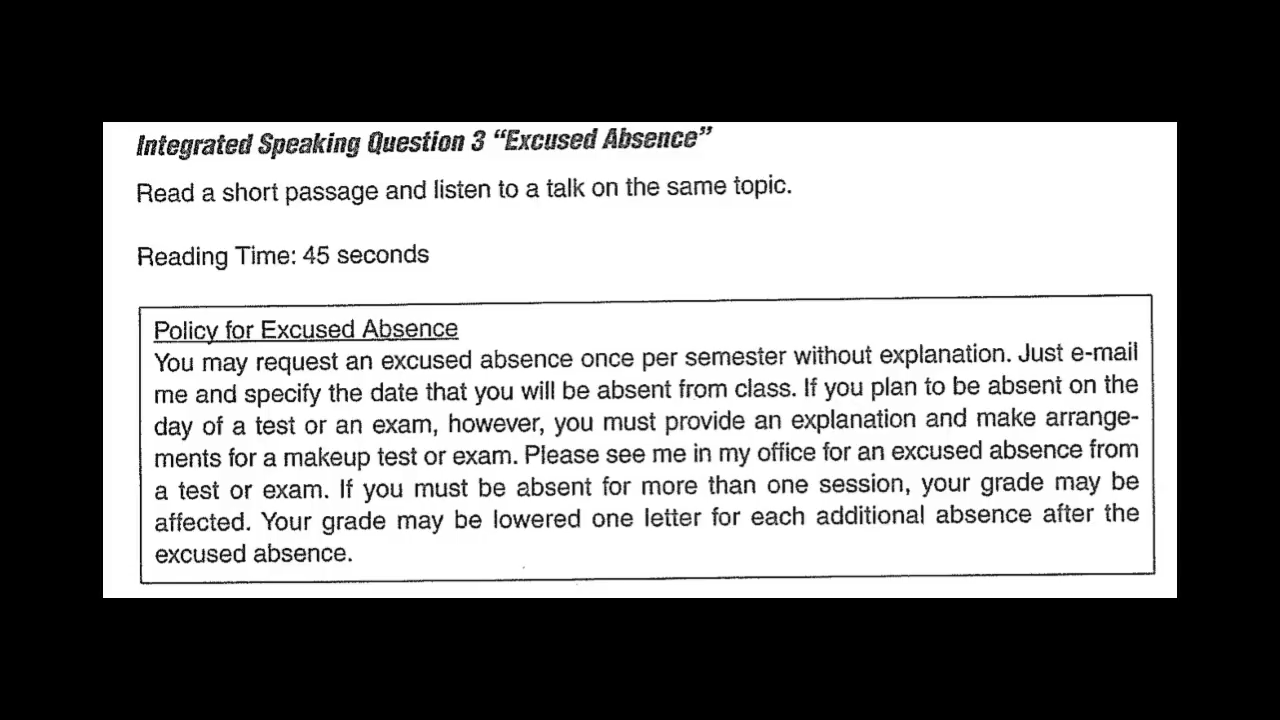 Integrated Speaking Question 3 “Excused Absence”
Read a short passage and listen to a talk on the same topic.
Reading Time: 45 seconds
Policy for Excused Absence
You may request an excused absence once per semester without explanation. Just e-mail
me and specify the date that you will be absent from class. If you plan to be absent on the
day of a test or an exam, however, you must provide an explanation and make arrange-
ments for a makeup test or exam. Please see me in my office for an excused absence from
a test or exam. If you must be absent for more than one session, your grade may be
affected. Your grade may be lowered one letter for each additional absence after the
excused absence.